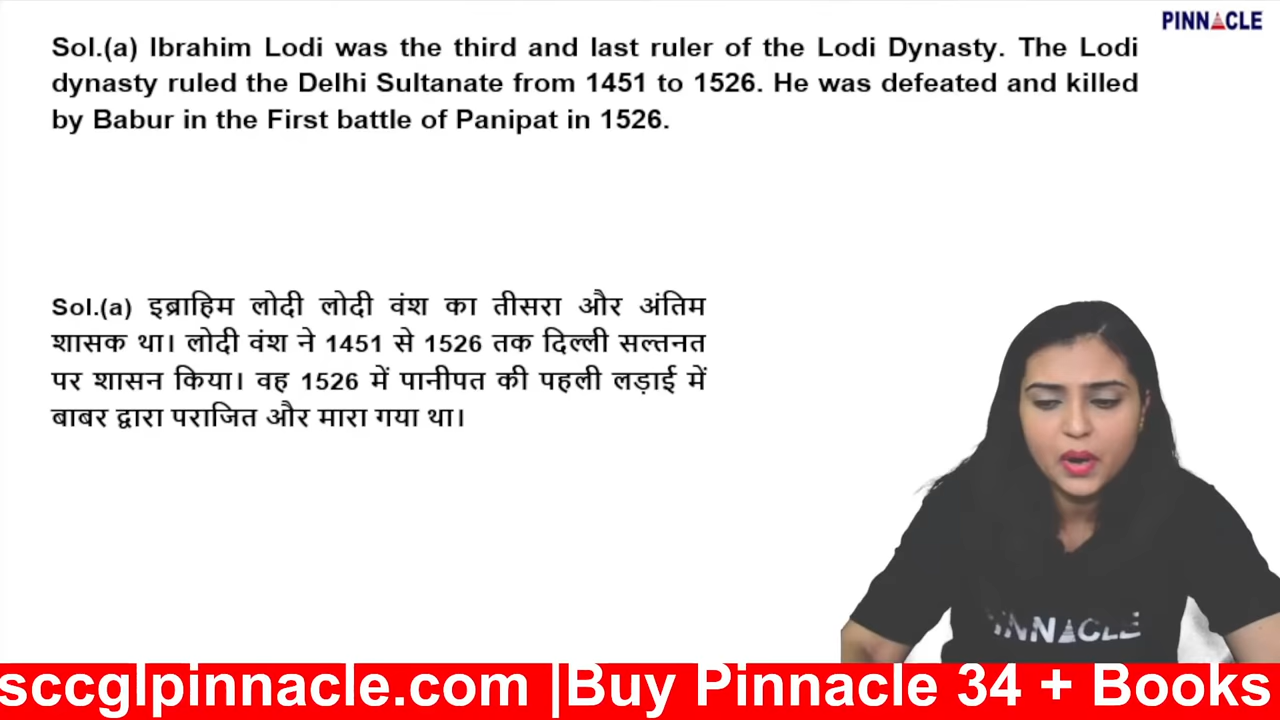 PINNACLE
Sol.(a) Ibrahim Lodi was the third and last ruler of the Lodi Dynasty. The Lodi
dynasty ruled the Delhi Sultanate from 1451 to 1526. He was defeated and killed
by Babur in the First battle of Panipat in 1526.
Sol.(a) इब्राहिम लोदी लोदी वंश का तीसरा और अंतिम
शासक था। लोदी वंश ने 1451 से 1526 तक दिल्ली सल्तनत
पर शासन किया। वह 1526 में पानीपत की पहली लड़ाई में
बाबर द्वारा पराजित और मारा गया था।
PINNACLE
sccglpinnacle.com |Buy Pinnacle 34 + Books